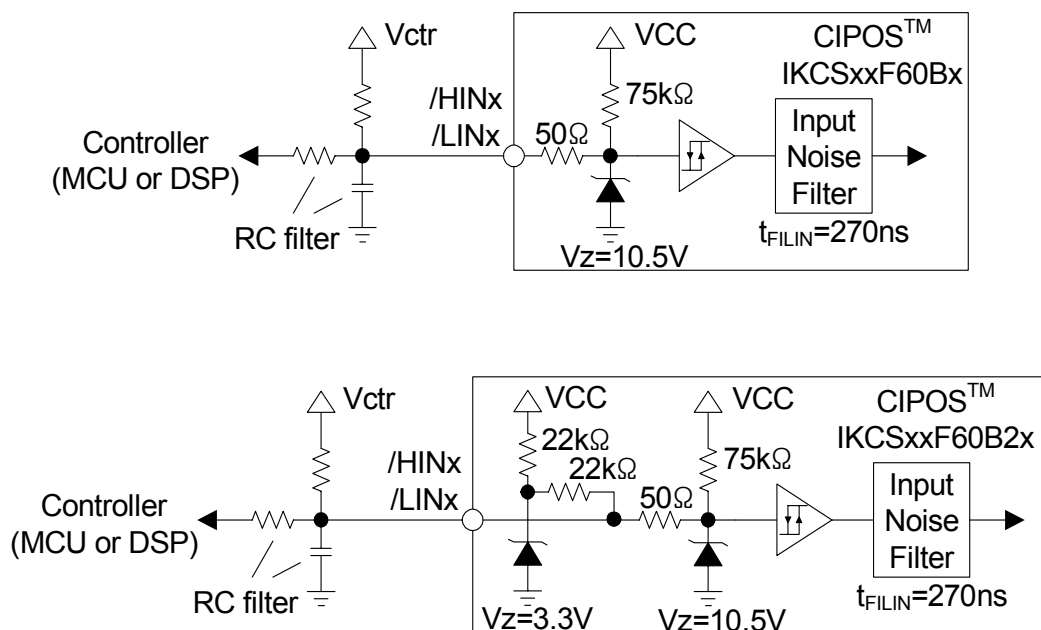 Vctr
VCC
CIPOS™
IKCSxxF60Bx
/HINx
/LINx
75kΩ
50Ω
Controller
(MCU or DSP)
RC filter
Input
Noise
Filter
tFILIN=270ns
Vz=10.5V
Vctr
VCC
VCC
CIPOS™
IKCSxxF60B2x
/HINx
/LINx
22kΩ
22kΩ
75kΩ
50Ω
Controller
(MCU or DSP)
RC filter
Input
Noise
Filter
tFILIN=270ns
Vz=3.3V
Vz=10.5V